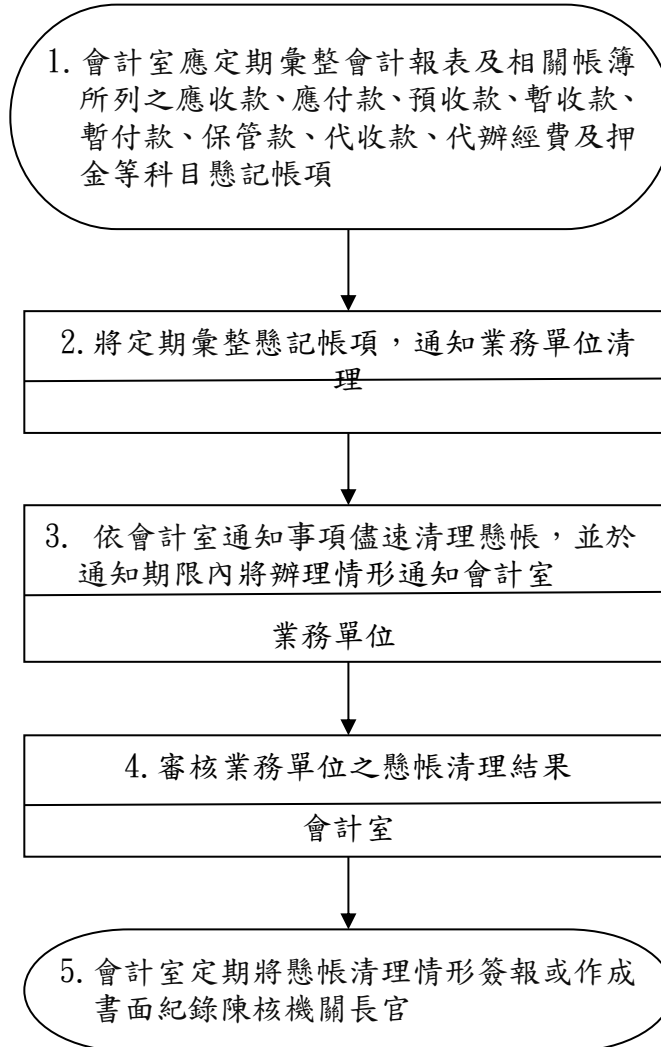 1. 會計室應定期彙整會計報表及相關帳簿
所列之應收款、應付款、預收款、暫收款、
暫付款、保管款、代收款、代辦經費及押
金等科目懸記帳項
2. 將定期彙整懸記帳項，通知業務單位清
理
3. 依會計室通知事項儘速清理懸帳，並於
通知期限內將辦理情形通知會計室
業務單位
4. 審核業務單位之懸帳清理結果
會計室
5. 會計室定期將懸帳清理情形簽報或作成
書面紀錄陳核機關長官